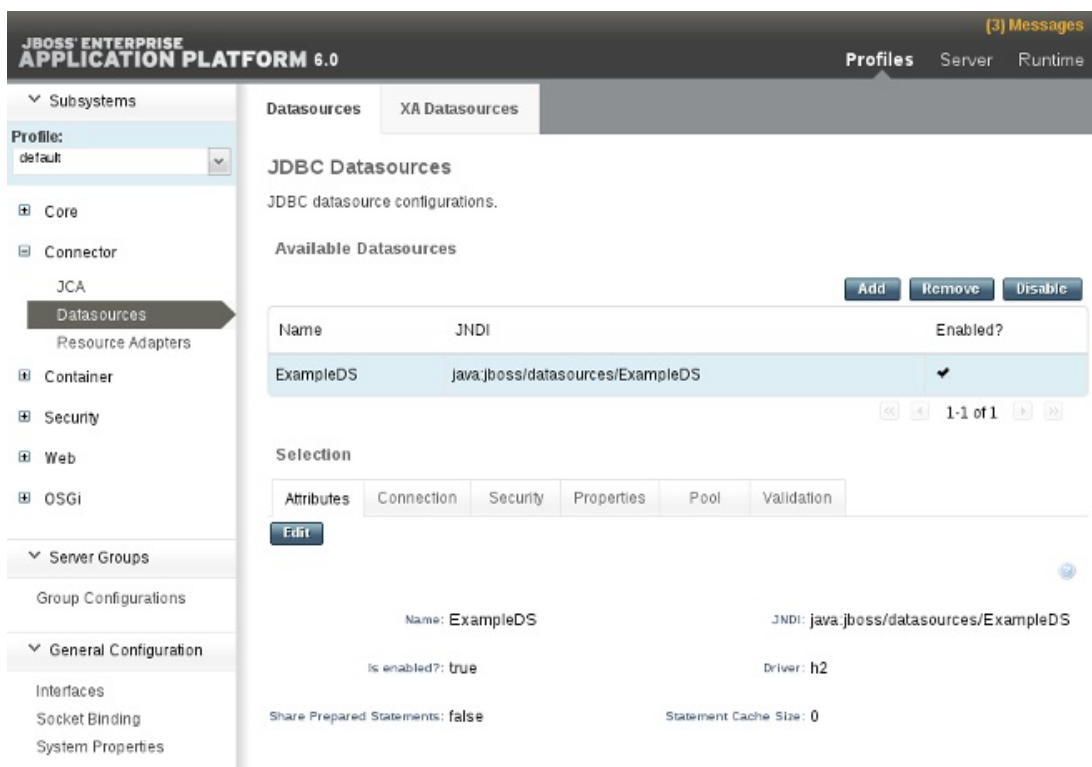 (3) Messages
JBOSS' ENTERPRISE
APPLICATION PLATFORM 6.0
Profiles Server Runtime
Subsystems
Profile:
default
Core
Connector
JCA
Datasources
Resource Adapters
Container
Security
Web
OSGi
Server Groups
Group Configurations
General Configuration
Interfaces
Socket Binding
System Properties
Datasources XA Datasources
JDBC Datasources
JDBC datasource configurations.
Available Datasources
Add Remove Disable
Name JNDI Enabled?
ExampleDS java:jboss/datasources/ExampleDS
1-1 of 1
Selection
Attributes Connection Security Properties Pool Validation
Edit
Name: ExampleDS JNDI: java:jboss/datasources/ExampleDS
Is enabled?: true Driver: h2
Share Prepared Statements: false Statement Cache Size: 0